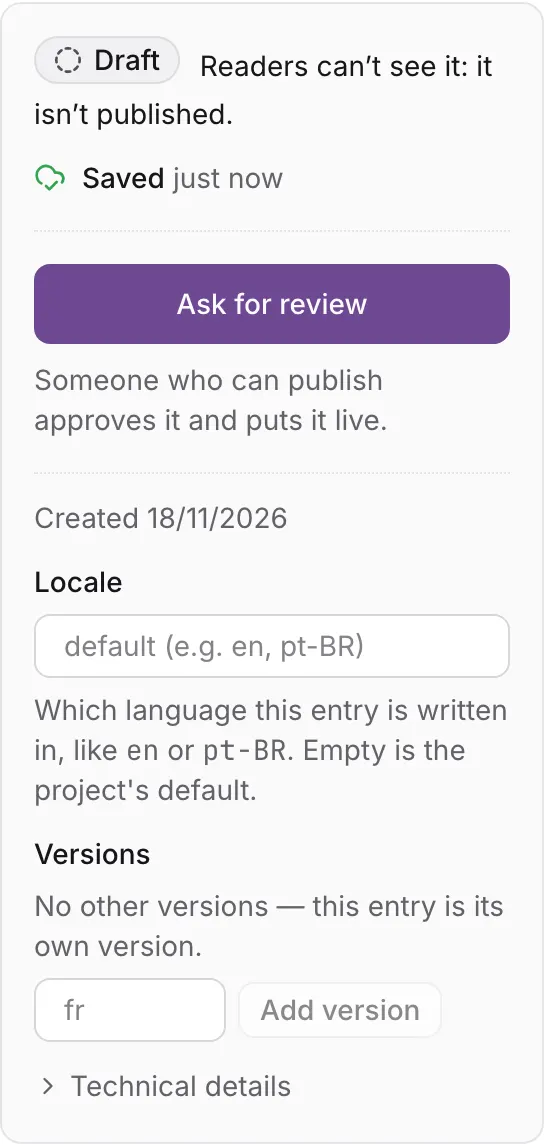 Draft Readers can’t see it: it
isn’t published.
Saved just now
Ask for review
Someone who can publish
approves it and puts it live.
Created 18/11/2026
Locale
default (e.g. en, pt-BR)
Which language this entry is written
in, like en or pt-BR. Empty is the
project's default.
Versions
No other versions — this entry is its
own version.
fr Add version
Technical details